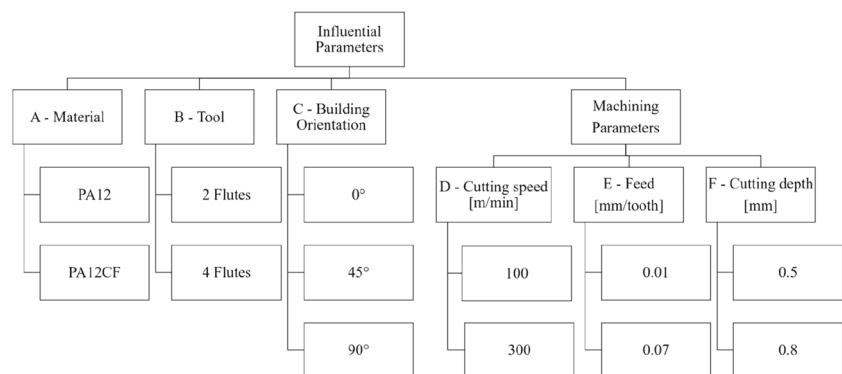 Influential
Parameters
A - Material
B - Tool
C - Building
Orientation
Machining
Parameters
PA12
2 Flutes
0°
D - Cutting speed
[m/min]
E - Feed
[mm/tooth]
F - Cutting depth
[mm]
PA12CF
4 Flutes
45°
100
0.01
0.5
90°
300
0.07
0.8